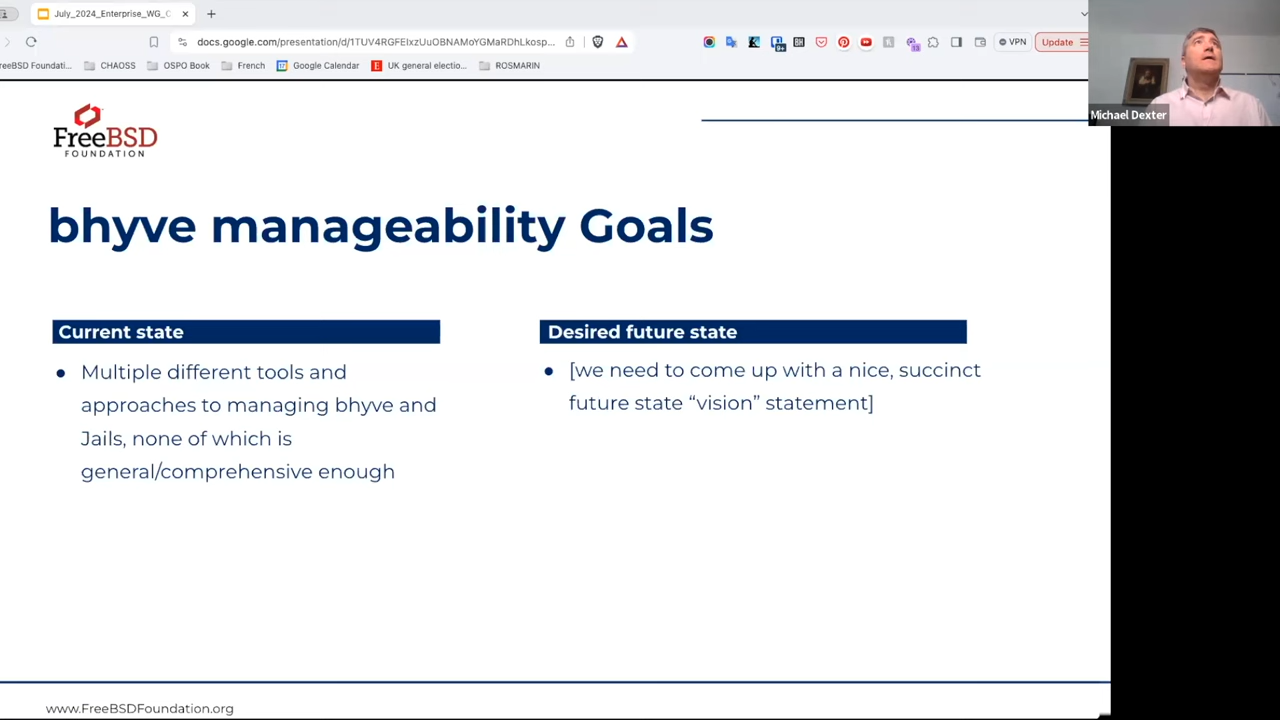 July_2024_Enterprise_WG_C
docs.google.com/presentation/d/1TUV4RGFEIxzUuOBNAMoYGMaRDhLkosp...
VPN
Update
reeBSD Foundati...
CHAOSS
OSPO Book
French
Google Calendar
UK general electio...
ROSMARIN
Michael Dexter
FreeBSD
FOUNDATION
bhyve manageability Goals
Current state
● Multiple different tools and
approaches to managing bhyve and
Jails, none of which is
general/comprehensive enough
Desired future state
● [we need to come up with a nice, succinct
future state “vision” statement]
www.FreeBSDFoundation.org